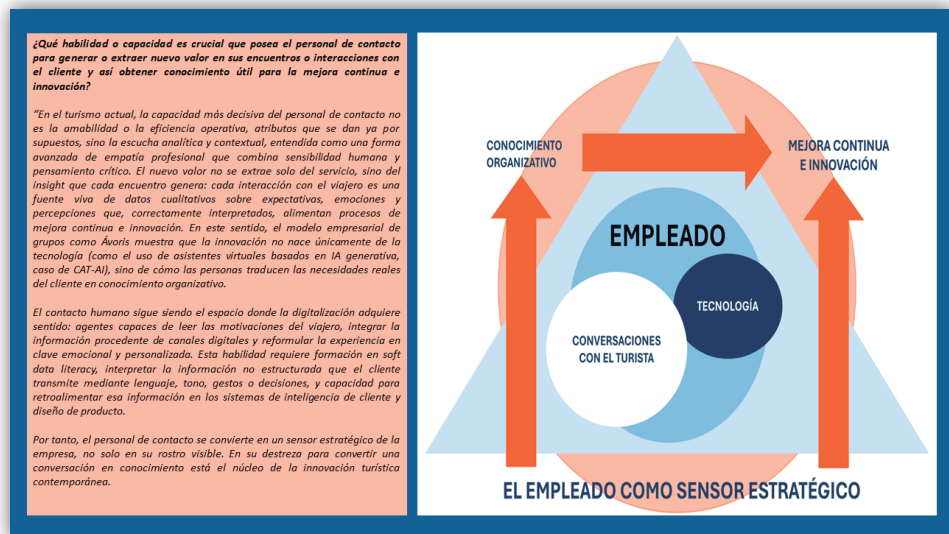 ¿Qué habilidad o capacidad es crucial que posea el personal de contacto
para generar o extraer nuevo valor en sus encuentros o interacciones con
el cliente y así obtener conocimiento útil para la mejora continua e
innovación?
“En el turismo actual, la capacidad más decisiva del personal de contacto no
es la amabilidad o la eficiencia operativa, atributos que se dan ya por
supuestos, sino la escucha analítica y contextual, entendida como una forma
avanzada de empatía profesional que combina sensibilidad humana y
pensamiento crítico. El nuevo valor no se extrae solo del servicio, sino del
insight que cada encuentro genera: cada interacción con el viajero es una
fuente viva de datos cualitativos sobre expectativas, emociones y
percepciones que, correctamente interpretados, alimentan procesos de
mejora continua e innovación. En este sentido, el modelo empresarial de
grupos como Ávoris muestra que la innovación no nace únicamente de la
tecnología (como el uso de asistentes virtuales basados en IA generativa,
caso de CAT-AI), sino de cómo las personas traducen las necesidades reales
del cliente en conocimiento organizativo.
El contacto humano sigue siendo el espacio donde la digitalización adquiere
sentido: agentes capaces de leer las motivaciones del viajero, integrar la
información procedente de canales digitales y reformular la experiencia en
clave emocional y personalizada. Esta habilidad requiere formación en soft
data literacy, interpretar la información no estructurada que el cliente
transmite mediante lenguaje, tono, gestos o decisiones, y capacidad para
retroalimentar esa información en los sistemas de inteligencia de cliente y
diseño de producto.
Por tanto, el personal de contacto se convierte en un sensor estratégico de la
empresa, no solo en su rostro visible. En su destreza para convertir una
conversación en conocimiento está el núcleo de la innovación turística
contemporánea.
CONOCIMIENTO
ORGANIZATIVO
MEJORA CONTINUA
E INNOVACIÓN
EMPLEADO
TECNOLOGÍA
CONVERSACIONES
CON EL TURISTA
EL EMPLEADO COMO SENSOR ESTRATÉGICO